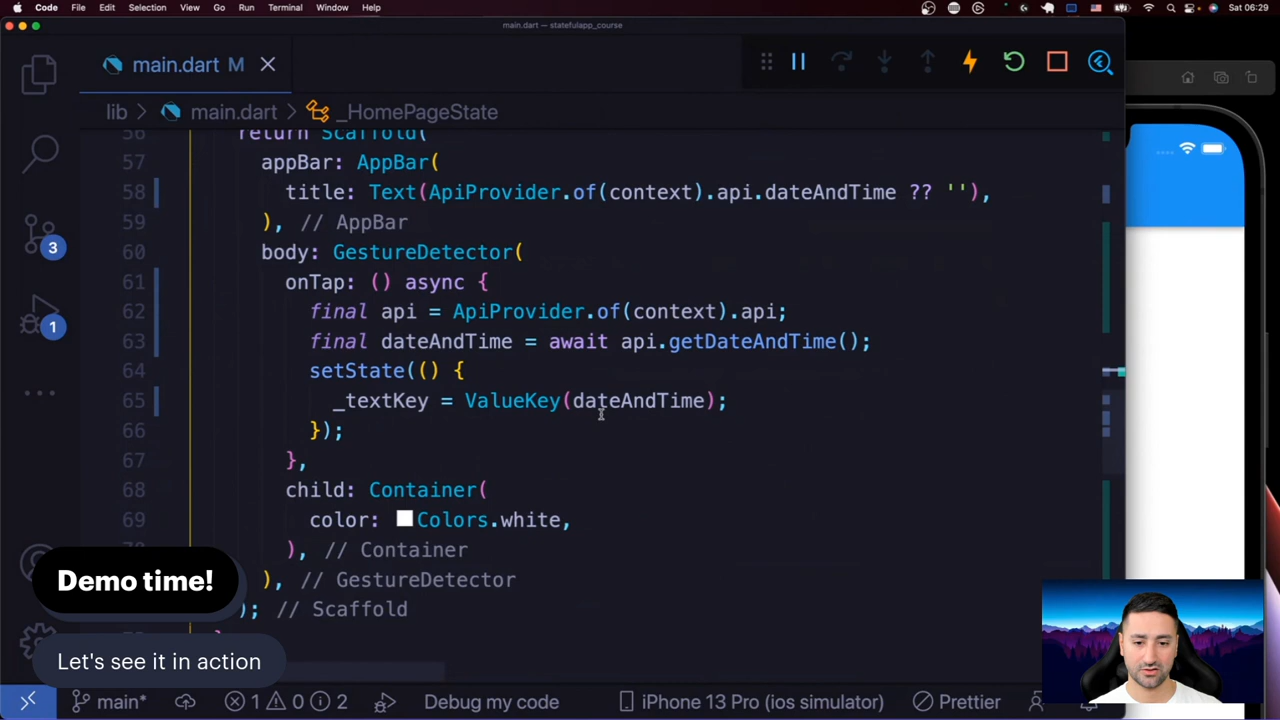 Code File Edit Selection View Go Run Terminal Window Help Sat 06:29
main.dart — statefulapp_course
main.dart M
lib > main.dart > _HomePageState
56 return Scaffold(
57 appBar: AppBar(
58 title: Text(ApiProvider.of(context).api.dateAndTime ?? ''),
59 ), // AppBar
60 body: GestureDetector(
61 onTap: () async {
62 final api = ApiProvider.of(context).api;
63 final dateAndTime = await api.getDateAndTime();
64 setState(() {
65 _textKey = ValueKey(dateAndTime);
66 });
67 },
68 child: Container(
69 color: Colors.white,
), // Container
), // GestureDetector
); // Scaffold
3
1
Demo time!
Let's see it in action
main* 1 0 2 Debug my code iPhone 13 Pro (ios simulator) Prettier